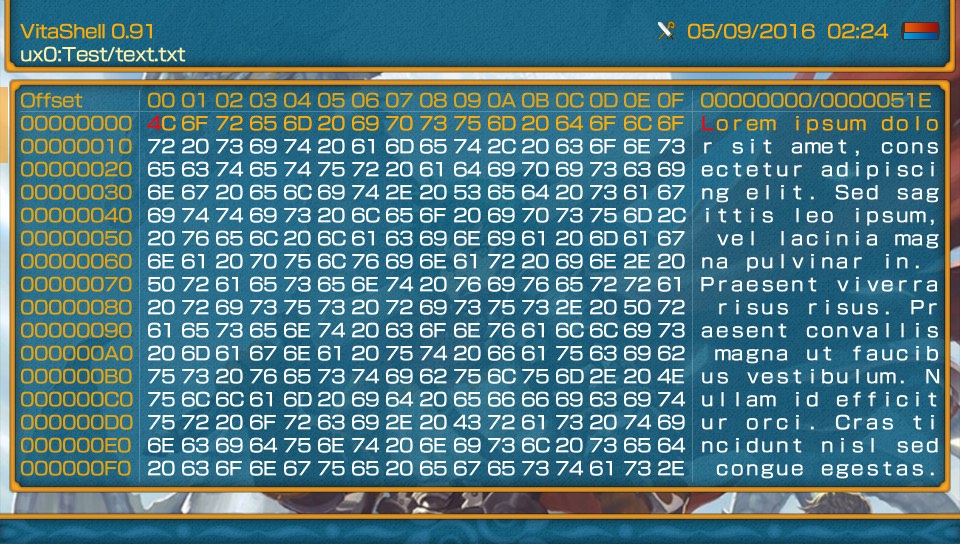 VitaShell 0.91 05/09/2016 02:24
ux0:Test/text.txt
Offset 00 01 02 03 04 05 06 07 08 09 0A 0B 0C 0D 0E 0F 00000000/0000051E
00000000 4C 6F 72 65 6D 20 69 70 73 75 6D 20 64 6F 6C 6F Lorem ipsum dolo
00000010 72 20 73 69 74 20 61 6D 65 74 2C 20 63 6F 6E 73 r sit amet, cons
00000020 65 63 74 65 74 75 72 20 61 64 69 70 69 73 63 69 ectetur adipisci
00000030 6E 67 20 65 6C 69 74 2E 20 53 65 64 20 73 61 67 ng elit. Sed sag
00000040 69 74 74 69 73 20 6C 65 6F 20 69 70 73 75 6D 2C ittis leo ipsum,
00000050 20 76 65 6C 20 6C 61 63 69 6E 69 61 20 6D 61 67 vel lacinia mag
00000060 6E 61 20 70 75 6C 76 69 6E 61 72 20 69 6E 2E 20 na pulvinar in.
00000070 50 72 61 65 73 65 6E 74 20 76 69 76 65 72 72 61 Praesent viverra
00000080 20 72 69 73 75 73 20 72 69 73 75 73 2E 20 50 72 risus risus. Pr
00000090 61 65 73 65 6E 74 20 63 6F 6E 76 61 6C 6C 69 73 aesent convallis
000000A0 20 6D 61 67 6E 61 20 75 74 20 66 61 75 63 69 62 magna ut faucib
000000B0 75 73 20 76 65 73 74 69 62 75 6C 75 6D 2E 20 4E us vestibulum. N
000000C0 75 6C 6C 61 6D 20 69 64 20 65 66 66 69 63 69 74 ullam id efficit
000000D0 75 72 20 6F 72 63 69 2E 20 43 72 61 73 20 74 69 ur orci. Cras ti
000000E0 6E 63 69 64 75 6E 74 20 6E 69 73 6C 20 73 65 64 ncidunt nisl sed
000000F0 20 63 6F 6E 67 75 65 20 65 67 65 73 74 61 73 2E congue egestas.